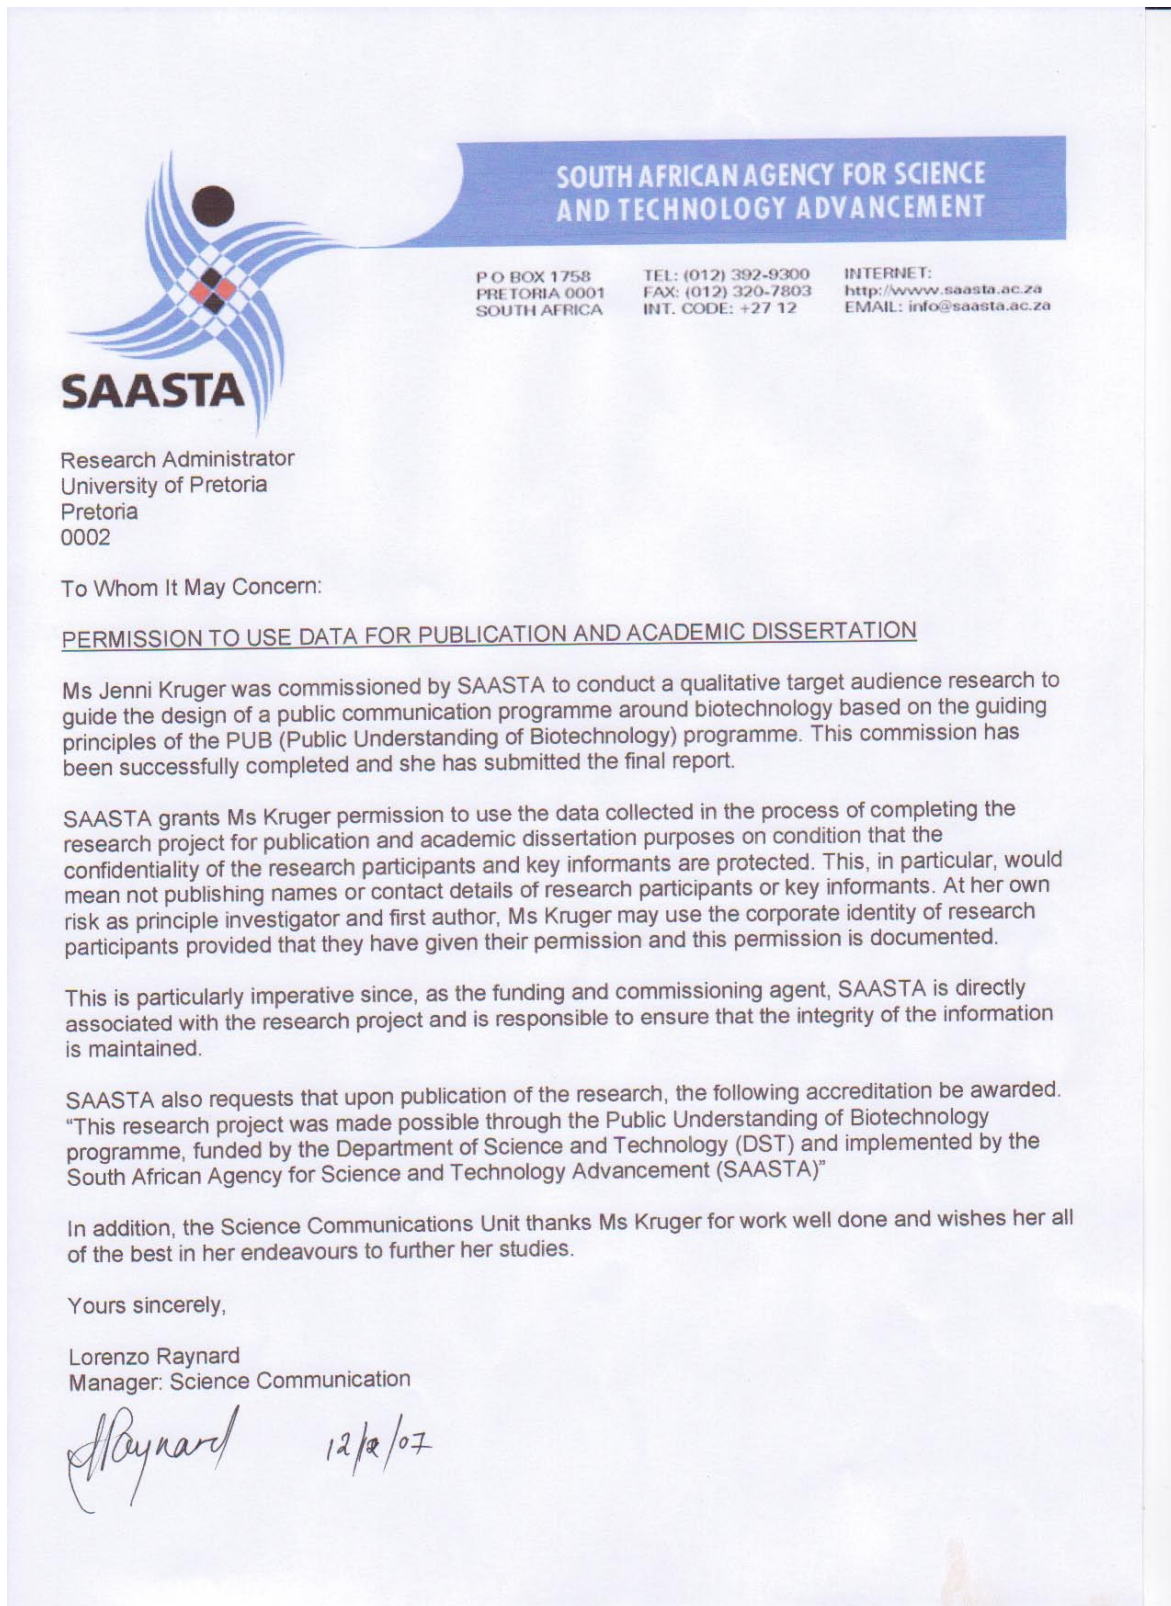 SOUTH AFRICAN AGENCY FOR SCIENCE
AND TECHNOLOGY ADVANCEMENT
P O BOX 1758
PRETORIA 0001
SOUTH AFRICA
TEL: (012) 392-9300
FAX: (012) 320-7803
INT. CODE: +27 12
INTERNET:
http://www.saasta.ac.za
EMAIL: info@saasta.ac.za
SAASTA
Research Administrator
University of Pretoria
Pretoria
0002
To Whom It May Concern:
PERMISSION TO USE DATA FOR PUBLICATION AND ACADEMIC DISSERTATION
Ms Jenni Kruger was commissioned by SAASTA to conduct a qualitative target audience research to
guide the design of a public communication programme around biotechnology based on the guiding
principles of the PUB (Public Understanding of Biotechnology) programme. This commission has
been successfully completed and she has submitted the final report.
SAASTA grants Ms Kruger permission to use the data collected in the process of completing the
research project for publication and academic dissertation purposes on condition that the
confidentiality of the research participants and key informants are protected. This, in particular, would
mean not publishing names or contact details of research participants or key informants. At her own
risk as principle investigator and first author, Ms Kruger may use the corporate identity of research
participants provided that they have given their permission and this permission is documented.
This is particularly imperative since, as the funding and commissioning agent, SAASTA is directly
associated with the research project and is responsible to ensure that the integrity of the information
is maintained.
SAASTA also requests that upon publication of the research, the following accreditation be awarded.
“This research project was made possible through the Public Understanding of Biotechnology
programme, funded by the Department of Science and Technology (DST) and implemented by the
South African Agency for Science and Technology Advancement (SAASTA)”
In addition, the Science Communications Unit thanks Ms Kruger for work well done and wishes her all
of the best in her endeavours to further her studies.
Yours sincerely,
Lorenzo Raynard
Manager: Science Communication
Raynard